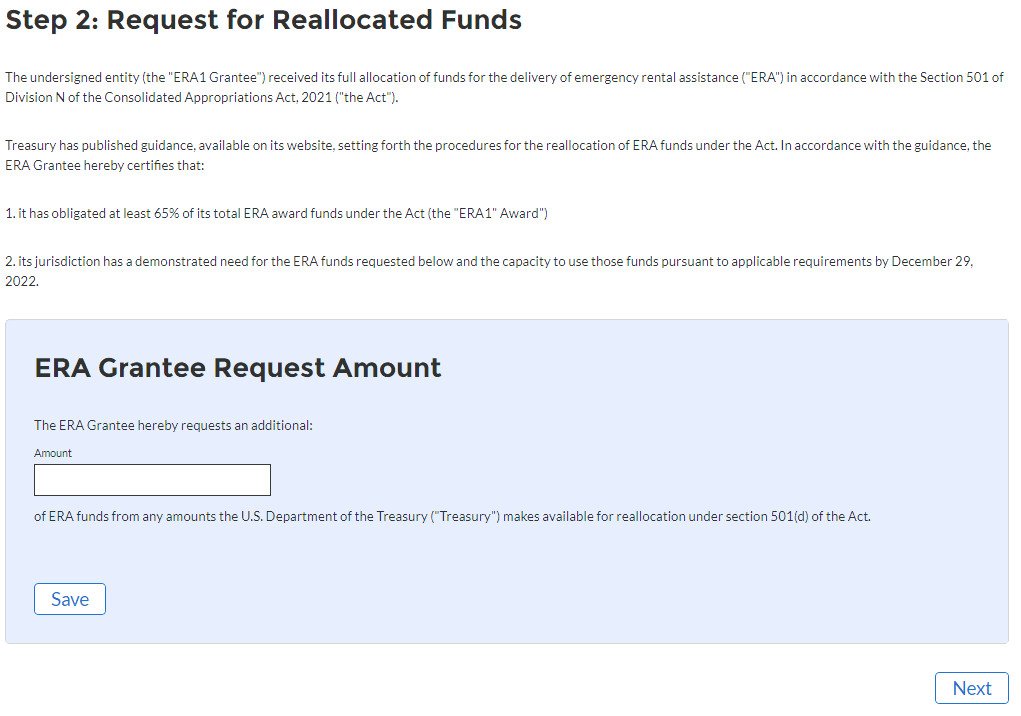 Step 2: Request for Reallocated Funds
The undersigned entity (the "ERA1 Grantee") received its full allocation of funds for the delivery of emergency rental assistance ("ERA") in accordance with the Section 501 of
Division N of the Consolidated Appropriations Act, 2021 ("the Act").
Treasury has published guidance, available on its website, setting forth the procedures for the reallocation of ERA funds under the Act. In accordance with the guidance, the
ERA Grantee hereby certifies that:
1. it has obligated at least 65% of its total ERA award funds under the Act (the "ERA1" Award")
2. its jurisdiction has a demonstrated need for the ERA funds requested below and the capacity to use those funds pursuant to applicable requirements by December 29,
2022.
ERA Grantee Request Amount
The ERA Grantee hereby requests an additional:
Amount
of ERA funds from any amounts the U.S. Department of the Treasury ("Treasury") makes available for reallocation under section 501(d) of the Act.
Save
Next